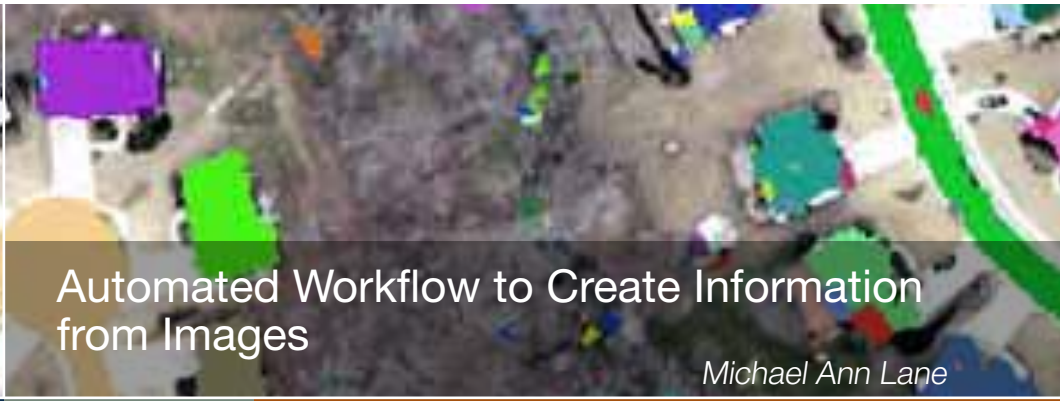 Automated Workflow to Create Information
from Images
Michael Ann Lane